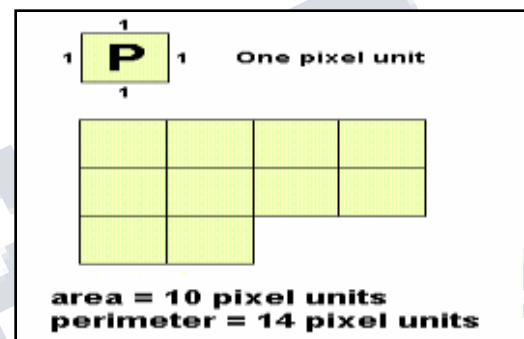 1
1 P 1 One pixel unit
1
area = 10 pixel units
perimeter = 14 pixel units